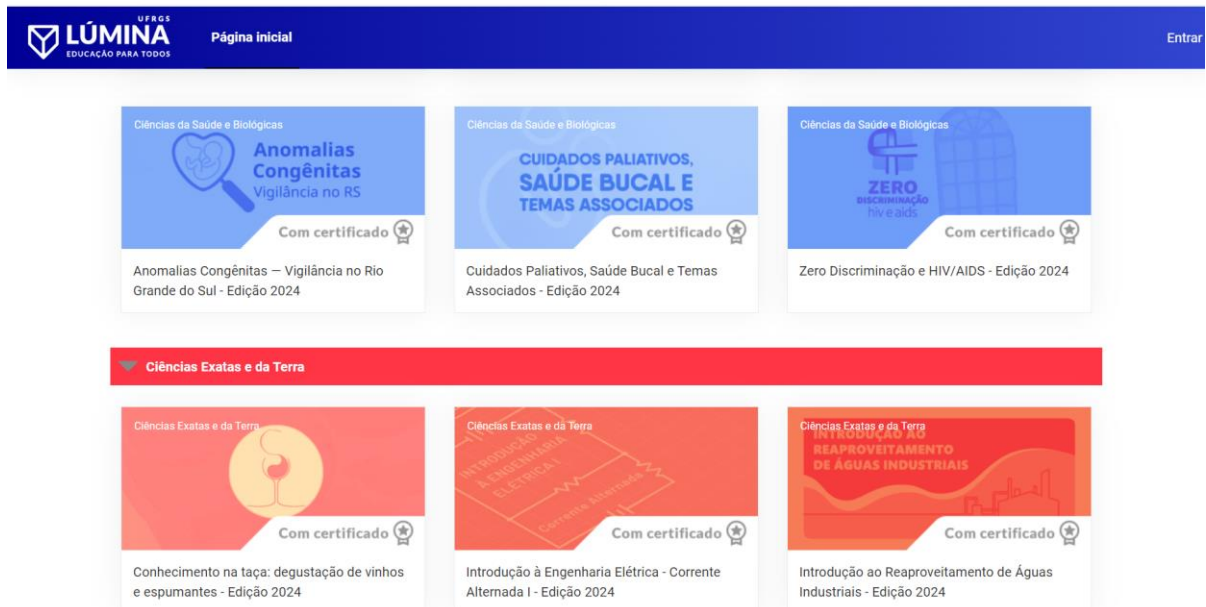 UFRGS
LÚMINA
EDUCAÇÃO PARA TODOS
Página inicial
Entrar
Ciências da Saúde e Biológicas
Anomalias
Congênitas
Vigilância no RS
Com certificado
Anomalias Congênitas — Vigilância no Rio
Grande do Sul - Edição 2024
Ciências da Saúde e Biológicas
CUIDADOS PALIATIVOS,
SAÚDE BUCAL E
TEMAS ASSOCIADOS
Com certificado
Cuidados Paliativos, Saúde Bucal e Temas
Associados - Edição 2024
Ciências da Saúde e Biológicas
ZERO
DISCRIMINAÇÃO
hiv e aids
Com certificado
Zero Discriminação e HIV/AIDS - Edição 2024
Ciências Exatas e da Terra
Ciências Exatas e da Terra
Com certificado
Conhecimento na taça: degustação de vinhos
e espumantes - Edição 2024
Ciências Exatas e da Terra
INTRODUÇÃO
À ENGENHARIA
ELÉTRICA I
Corrente Alternada
Com certificado
Introdução à Engenharia Elétrica - Corrente
Alternada I - Edição 2024
Ciências Exatas e da Terra
INTRODUÇÃO AO
REAPROVEITAMENTO
DE ÁGUAS INDUSTRIAIS
Com certificado
Introdução ao Reaproveitamento de Águas
Industriais - Edição 2024